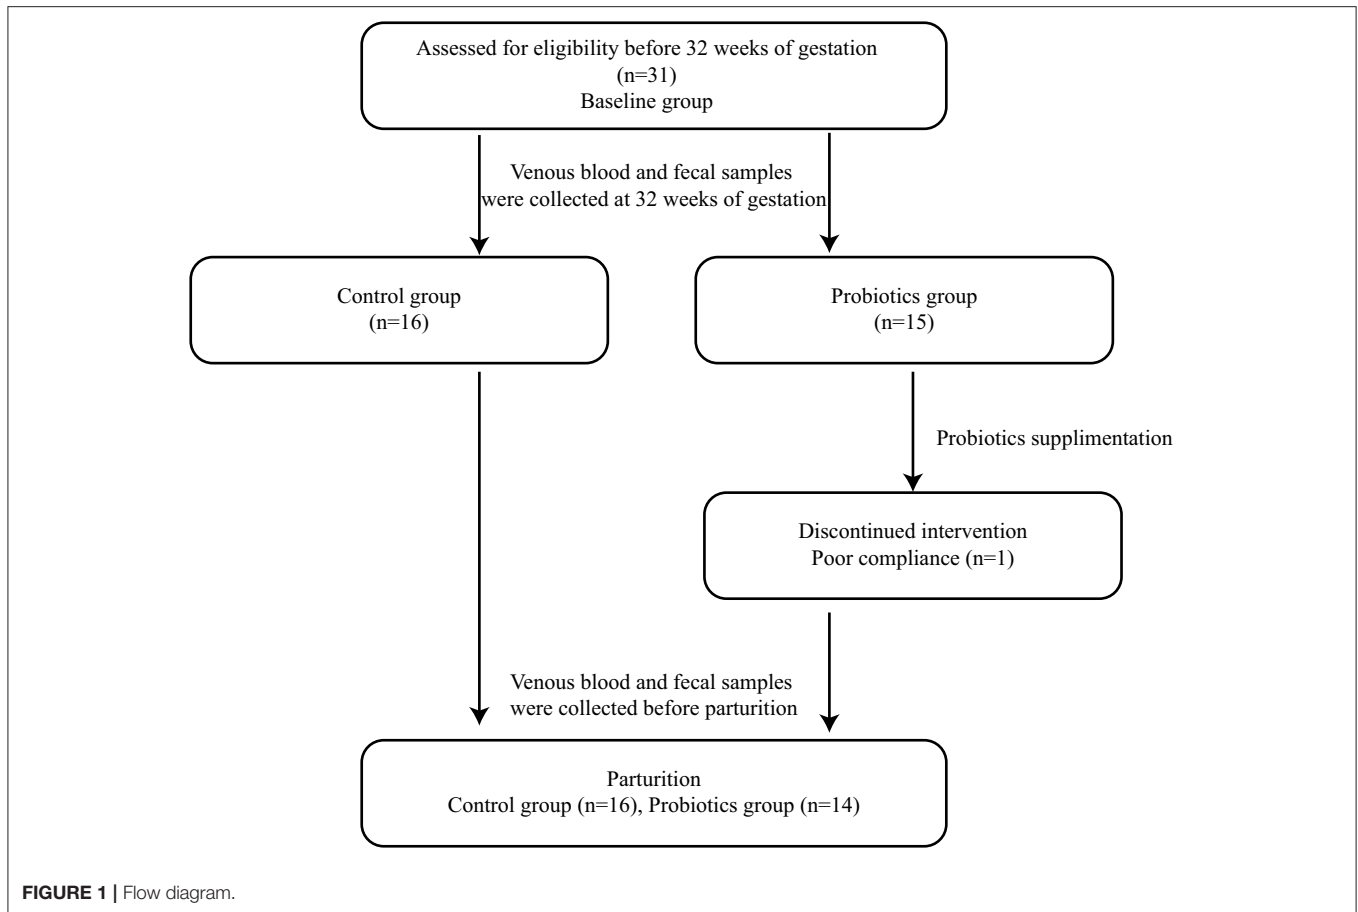 Assessed for eligibility before 32 weeks of gestation
(n=31)
Baseline group
Venous blood and fecal samples
were collected at 32 weeks of gestation
Control group
(n=16)
Probiotics group
(n=15)
Probiotics supplimentation
Discontinued intervention
Poor compliance (n=1)
Venous blood and fecal samples
were collected before parturition
Parturition
Control group (n=16), Probiotics group (n=14)
FIGURE 1 | Flow diagram.